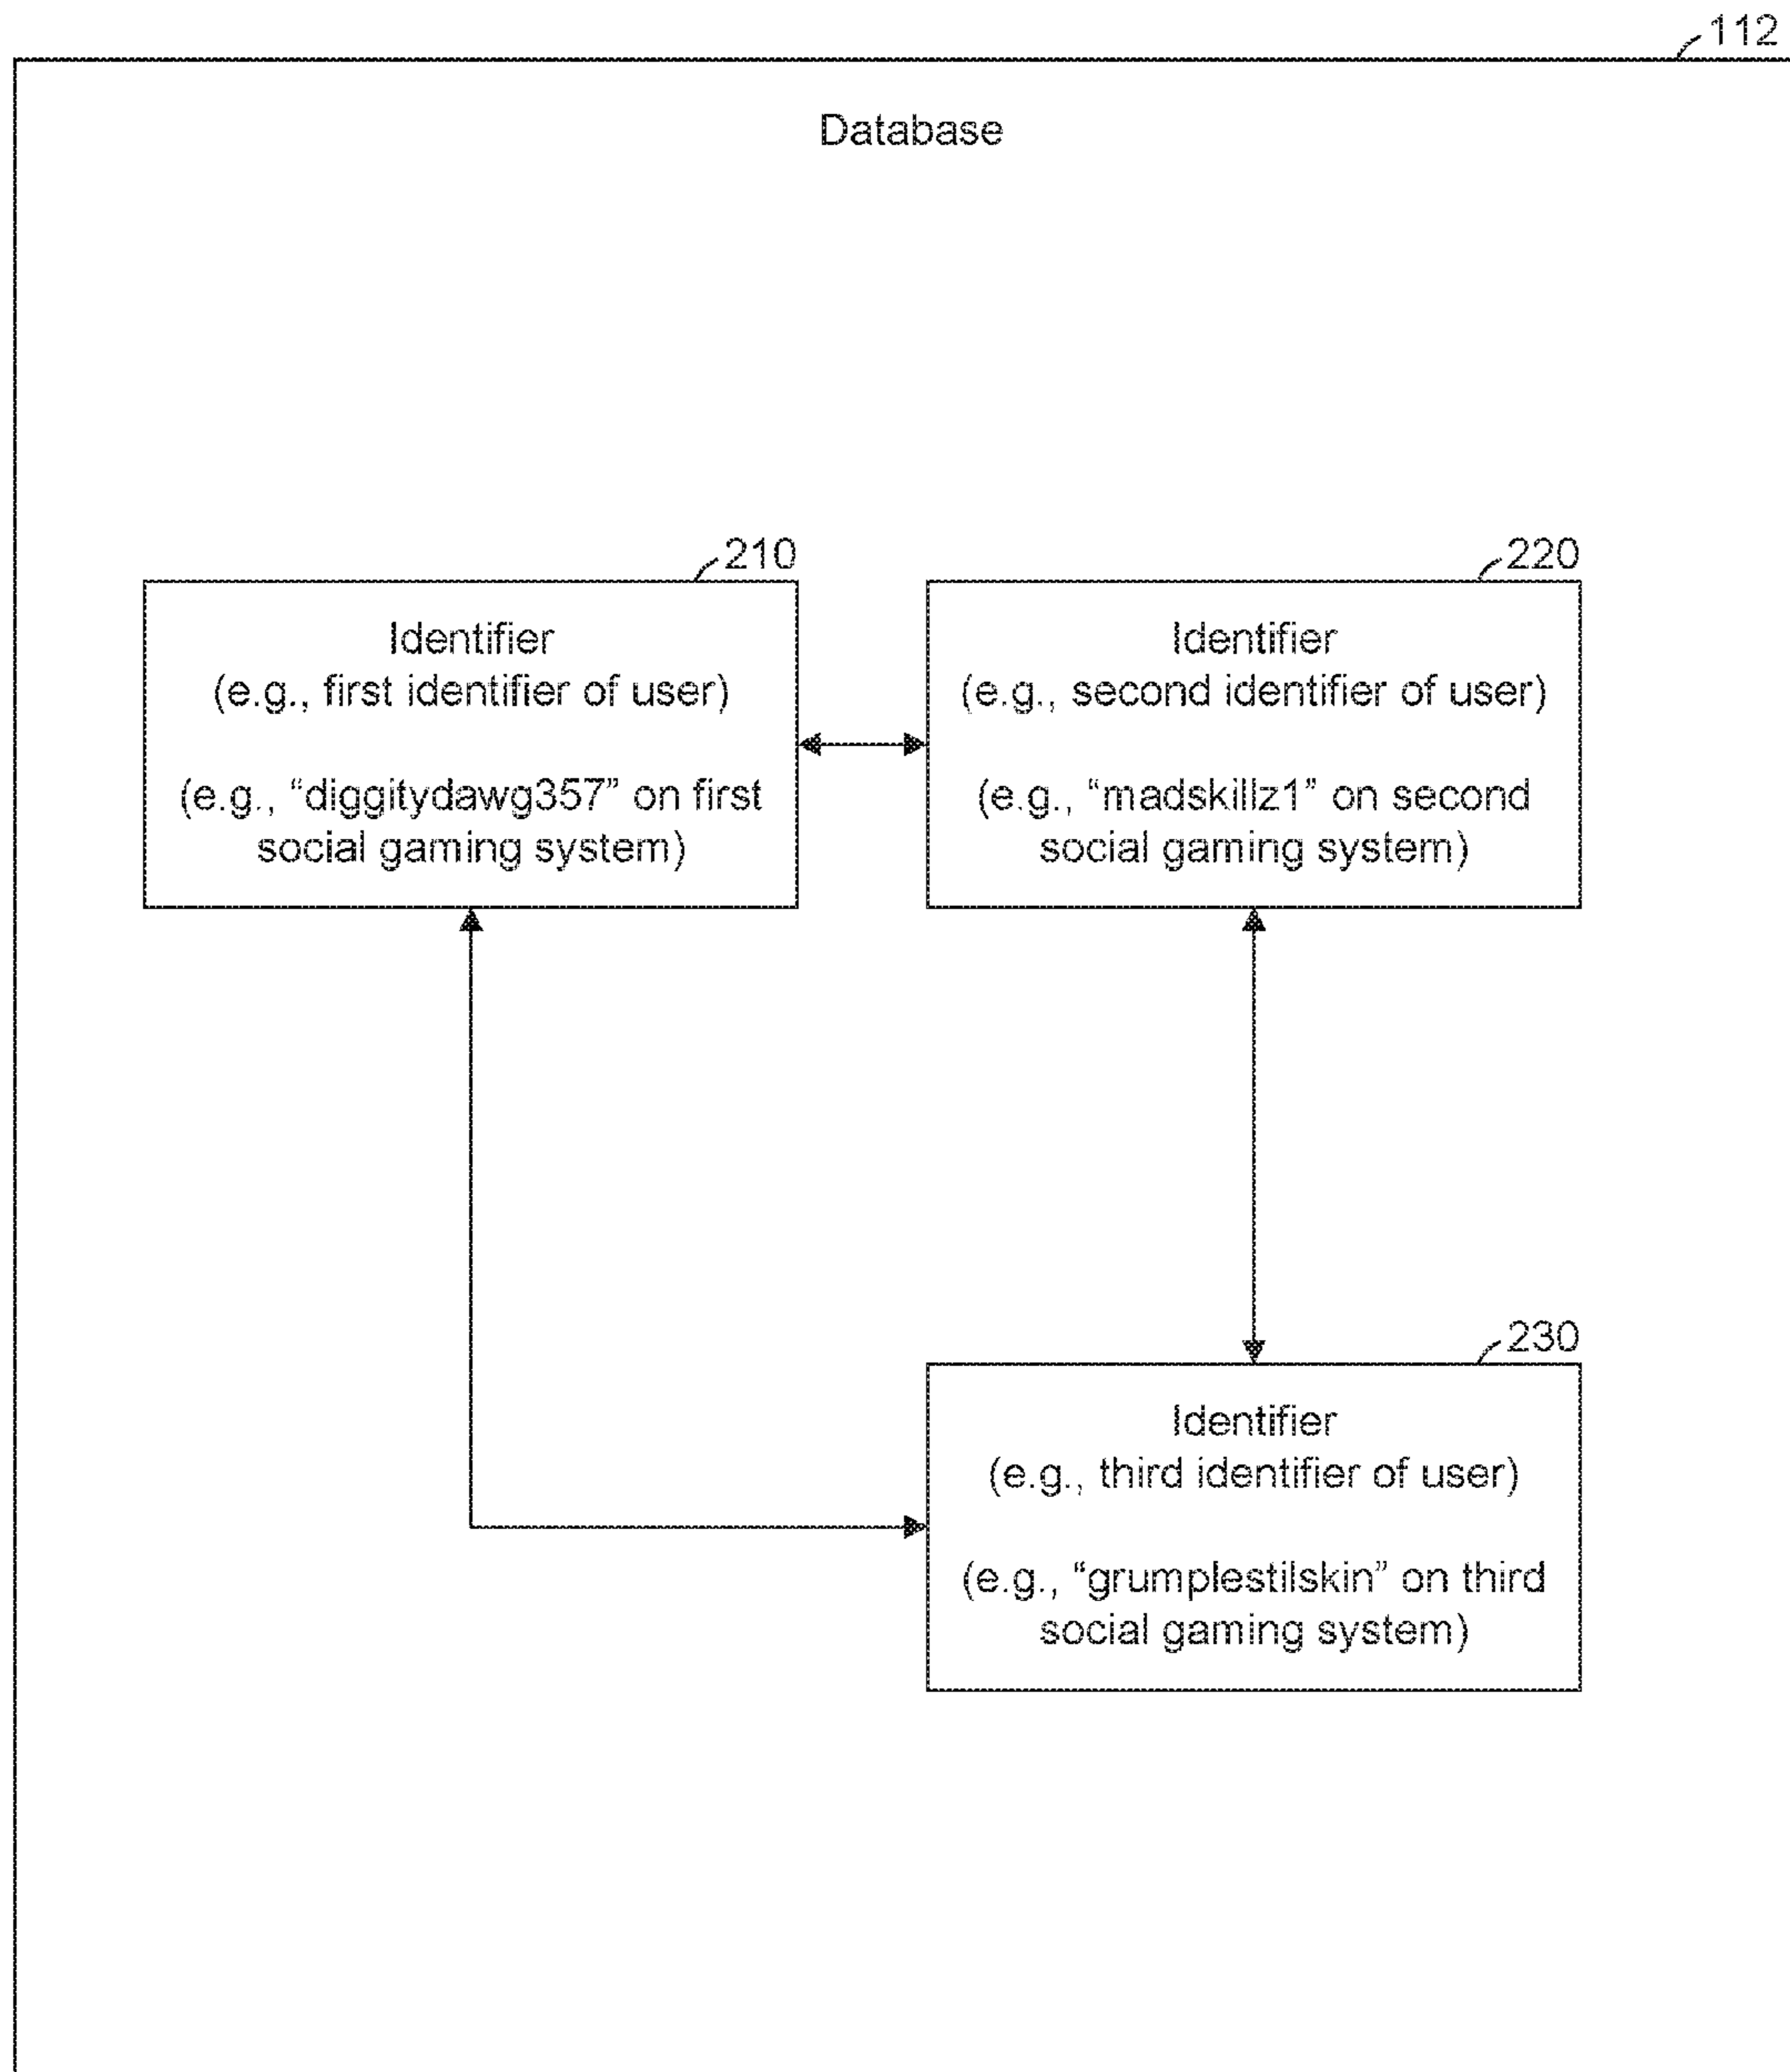 112
Database
210
Identifier
(e.g., first identifier of user)
(e.g., “diggitydawg357” on first
social gaming system)
220
Identifier
(e.g., second identifier of user)
(e.g., “madskillz1” on second
social gaming system)
230
Identifier
(e.g., third identifier of user)
(e.g., “grumplestilskin” on third
social gaming system)